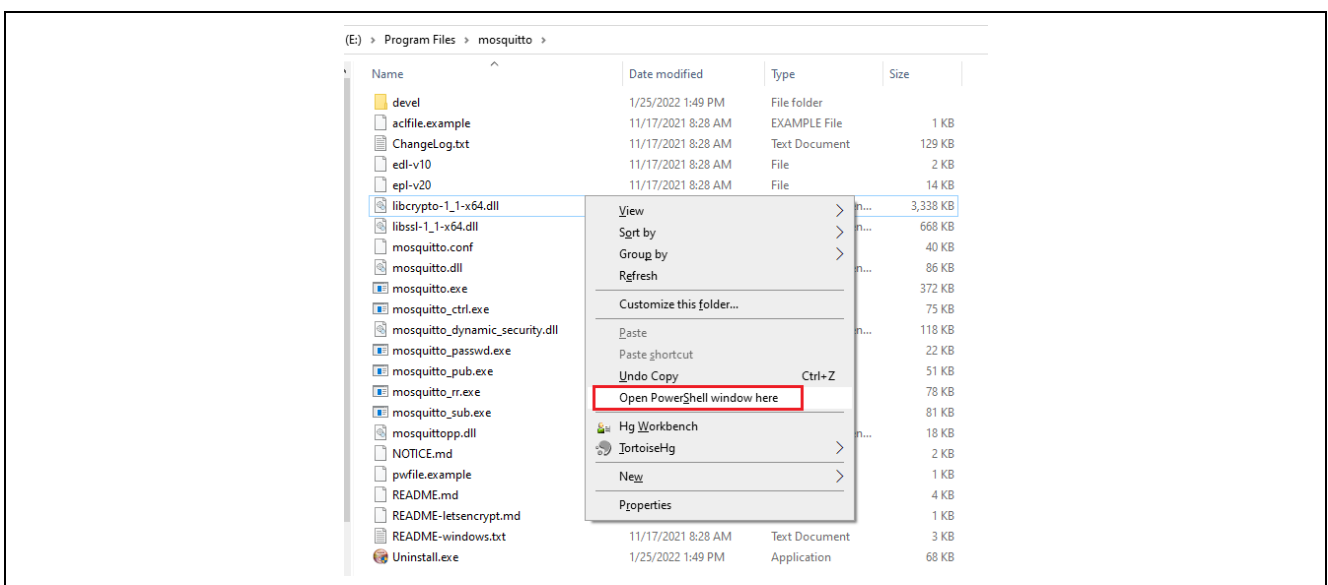 (E:) > Program Files > mosquitto >
Name Date modified Type Size
devel 1/25/2022 1:49 PM File folder
aclfile.example 11/17/2021 8:28 AM EXAMPLE File 1 KB
ChangeLog.txt 11/17/2021 8:28 AM Text Document 129 KB
edl-v10 11/17/2021 8:28 AM File 2 KB
epl-v20 11/17/2021 8:28 AM File 14 KB
libcrypto-1_1-x64.dll 3,338 KB
libssl-1_1-x64.dll 668 KB
mosquitto.conf 40 KB
mosquitto.dll 86 KB
mosquitto.exe 372 KB
mosquitto_ctrl.exe 75 KB
mosquitto_dynamic_security.dll 118 KB
mosquitto_passwd.exe 22 KB
mosquitto_pub.exe 51 KB
mosquitto_rr.exe 78 KB
mosquitto_sub.exe 81 KB
mosquittopp.dll 18 KB
NOTICE.md 2 KB
pwfile.example 1 KB
README.md 4 KB
README-letsencrypt.md 1 KB
README-windows.txt 11/17/2021 8:28 AM Text Document 3 KB
Uninstall.exe 1/25/2022 1:49 PM Application 68 KB
View
Sort by
Group by
Refresh
Customize this folder...
Paste
Paste shortcut
Undo Copy Ctrl+Z
Open PowerShell window here
Hg Workbench
TortoiseHg
New
Properties